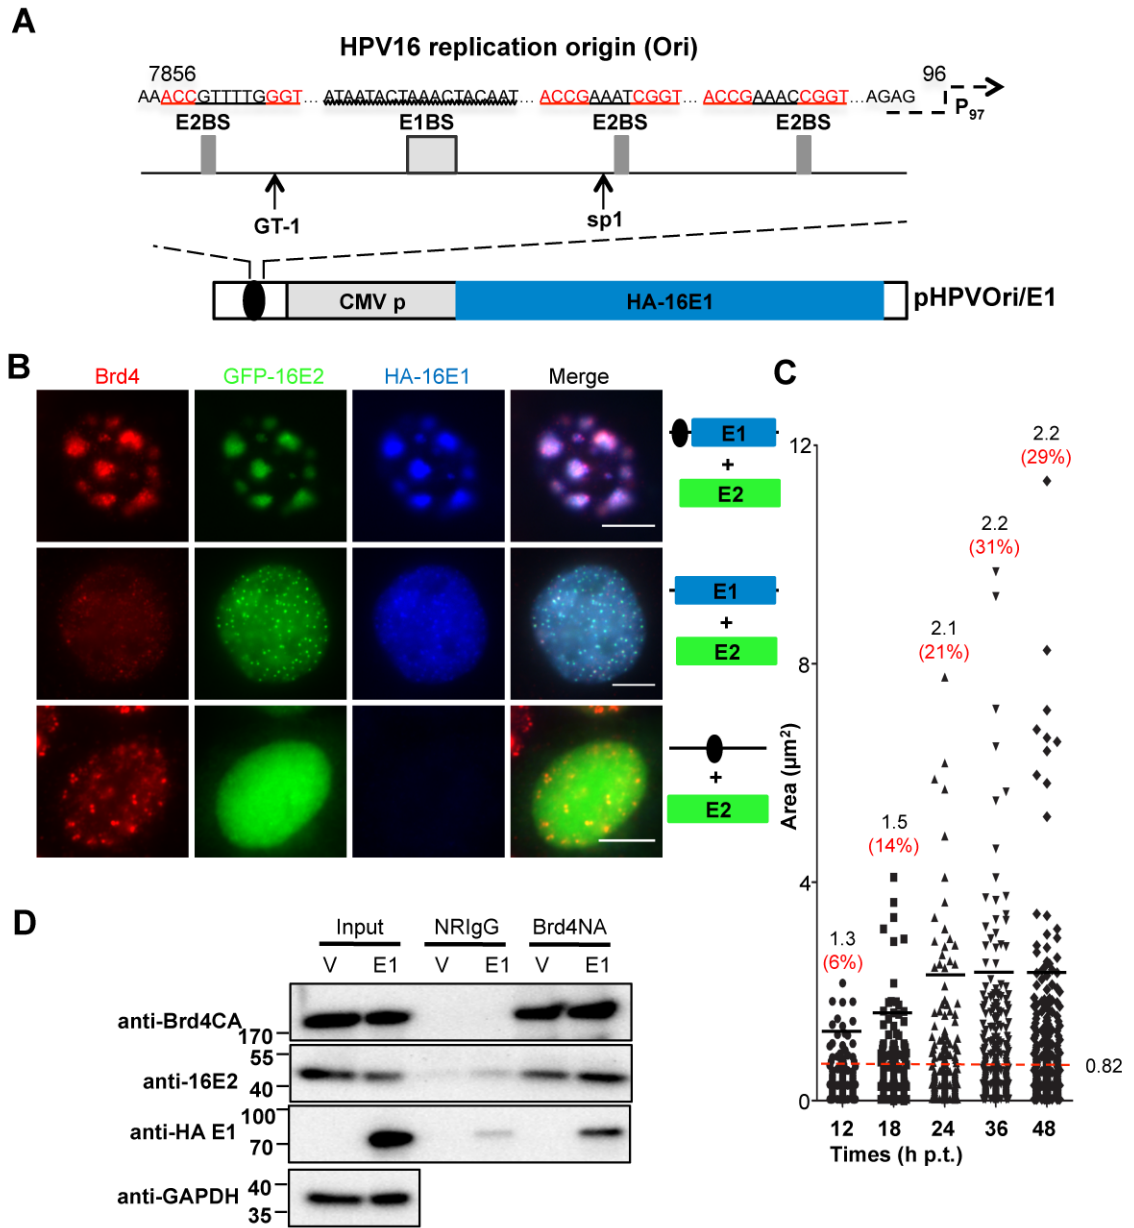 A
HPV16 replication origin (Ori)
7856
96
AAACCGTTTTGGGT... ATAATACTAAACTACAAT... ACCGAAATCGGT... ACCGAAACCGGT...AGAG
P97
E2BS
E1BS
E2BS
E2BS
GT-1
sp1
CMV p
HA-16E1
pHPVOri/E1
B
Brd4
GFP-16E2
HA-16E1
Merge
E1
+
E2
E1
+
E2
+
E2
C
2.2
(29%)
12
2.2
(31%)
2.1
(21%)
8
1.5
(14%)
Area (µm2)
4
1.3
(6%)
0.82
0
12 18 24 36 48
Times (h p.t.)
D
Input NRIgG Brd4NA
V E1 V E1 V E1
anti-Brd4CA
170
55
anti-16E2
40
100
anti-HA E1
70
anti-GAPDH
40
35